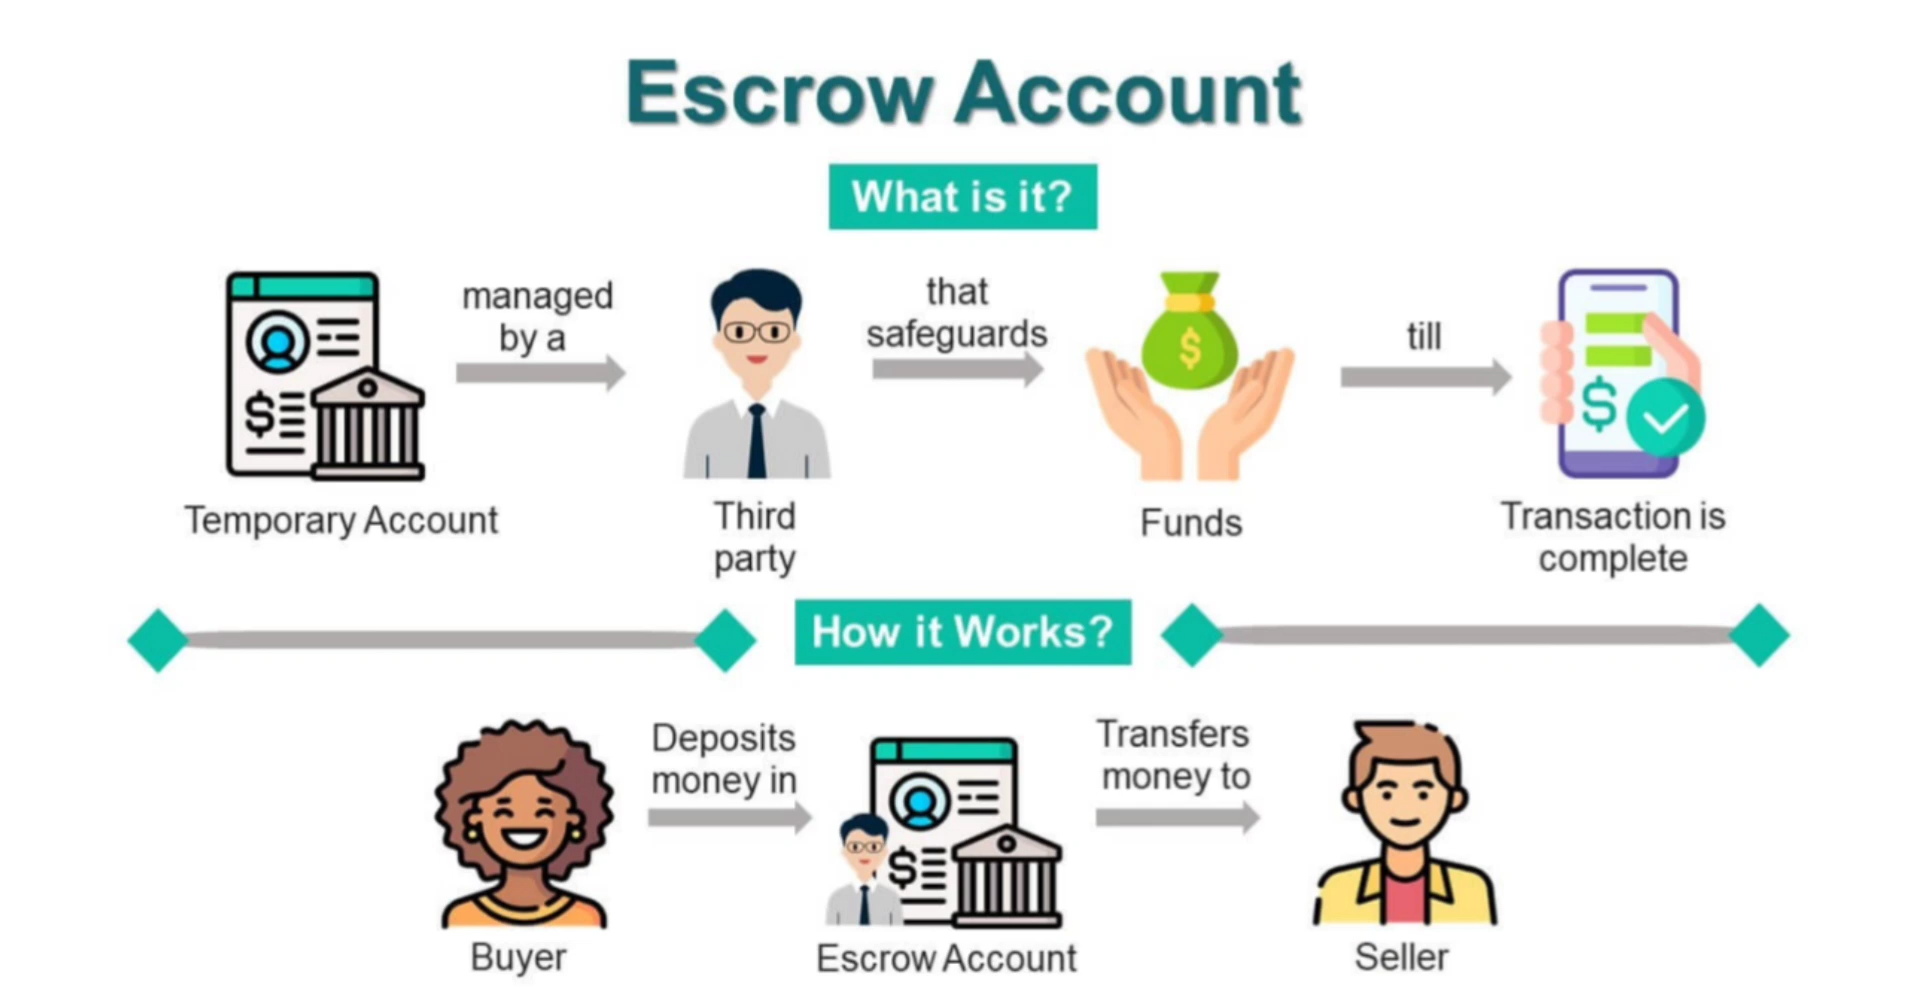 Escrow Account
What is it?
managed
by a
that
safeguards
till
$
$
$
Temporary Account
Third
party
Funds
Transaction is
complete
How it Works?
Deposits
money in
Transfers
money to
$
Buyer
Escrow Account
Seller